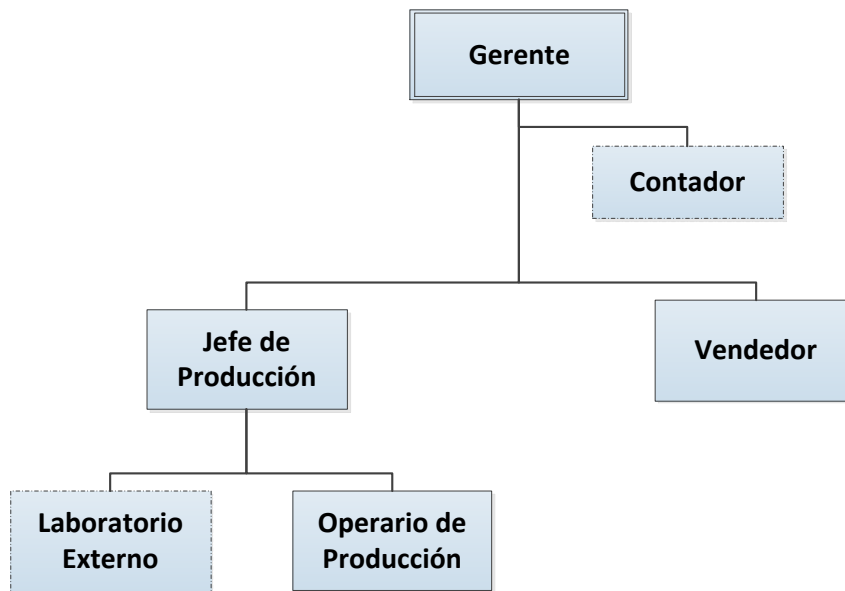 Gerente
Contador
Jefe de
Producción
Vendedor
Laboratorio
Externo
Operario de
Producción